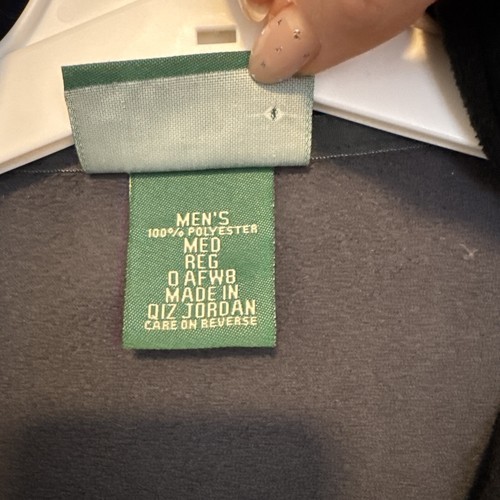 MEN'S
100% POLYESTER
MED
REG
0 AFW8
MADE IN
QIZ JORDAN
CARE ON REVERSE